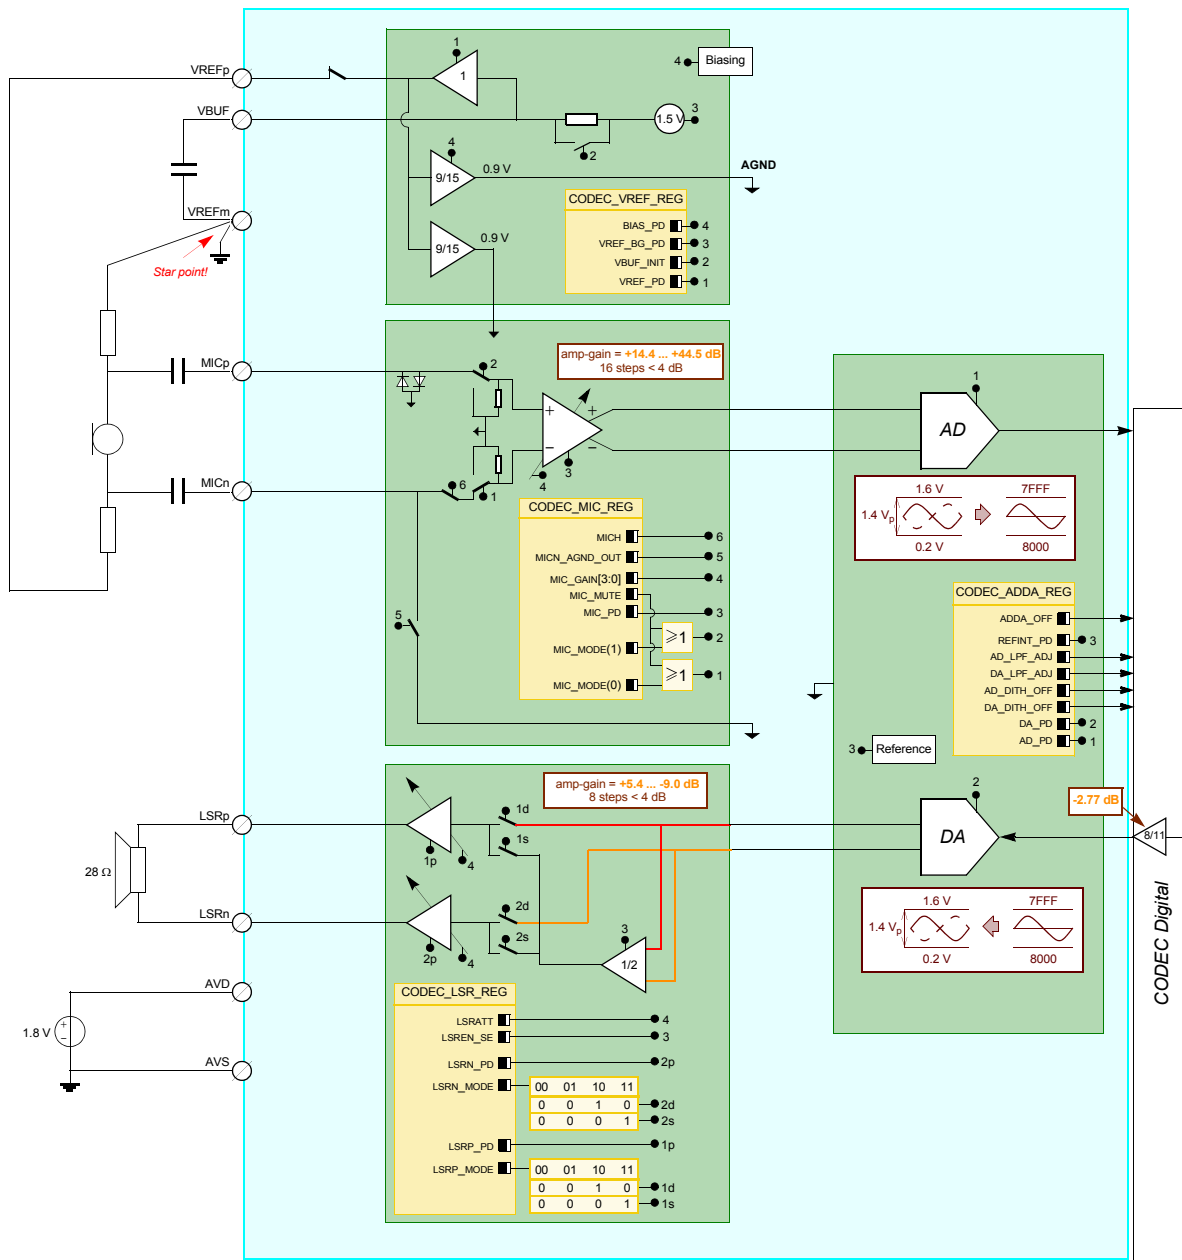 VREFp
VBUF
VREFm
Star point!
1
1
4
Biasing
1.5 V
3
2
4
9/15
0.9 V
AGND
9/15
0.9 V
CODEC_VREF_REG
BIAS_PD 4
VREF_BG_PD 3
VBUF_INIT 2
VREF_PD 1
MICp
MICn
amp-gain = +14.4 ... +44.5 dB
16 steps < 4 dB
2
+
−
+
−
3
4
6
1
5
CODEC_MIC_REG
MICH 6
MICN_AGND_OUT 5
MIC_GAIN[3:0] 4
MIC_MUTE
MIC_PD 3
⩾1 2
MIC_MODE(1)
⩾1 1
MIC_MODE(0)
1
AD
1.6 V
1.4 Vp
0.2 V
7FFF
8000
CODEC_ADDA_REG
ADDA_OFF
REFINT_PD 3
AD_LPF_ADJ
DA_LPF_ADJ
AD_DITH_OFF
DA_DITH_OFF
DA_PD 2
AD_PD 1
3 Reference
2
DA
-2.77 dB
8/11
1.6 V
1.4 Vp
0.2 V
7FFF
8000
CODEC Digital
amp-gain = +5.4 ... -9.0 dB
8 steps < 4 dB
LSRp
28 Ω
LSRn
1d
1s
1p
4
2d
2s
2p
4
3
1/2
AVD
1.8 V
+
−
AVS
CODEC_LSR_REG
LSRATT 4
LSREN_SE 3
LSRN_PD 2p
LSRN_MODE 00 01 10 11
0 0 1 0 2d
0 0 0 1 2s
LSRP_PD 1p
LSRP_MODE 00 01 10 11
0 0 1 0 1d
0 0 0 1 1s